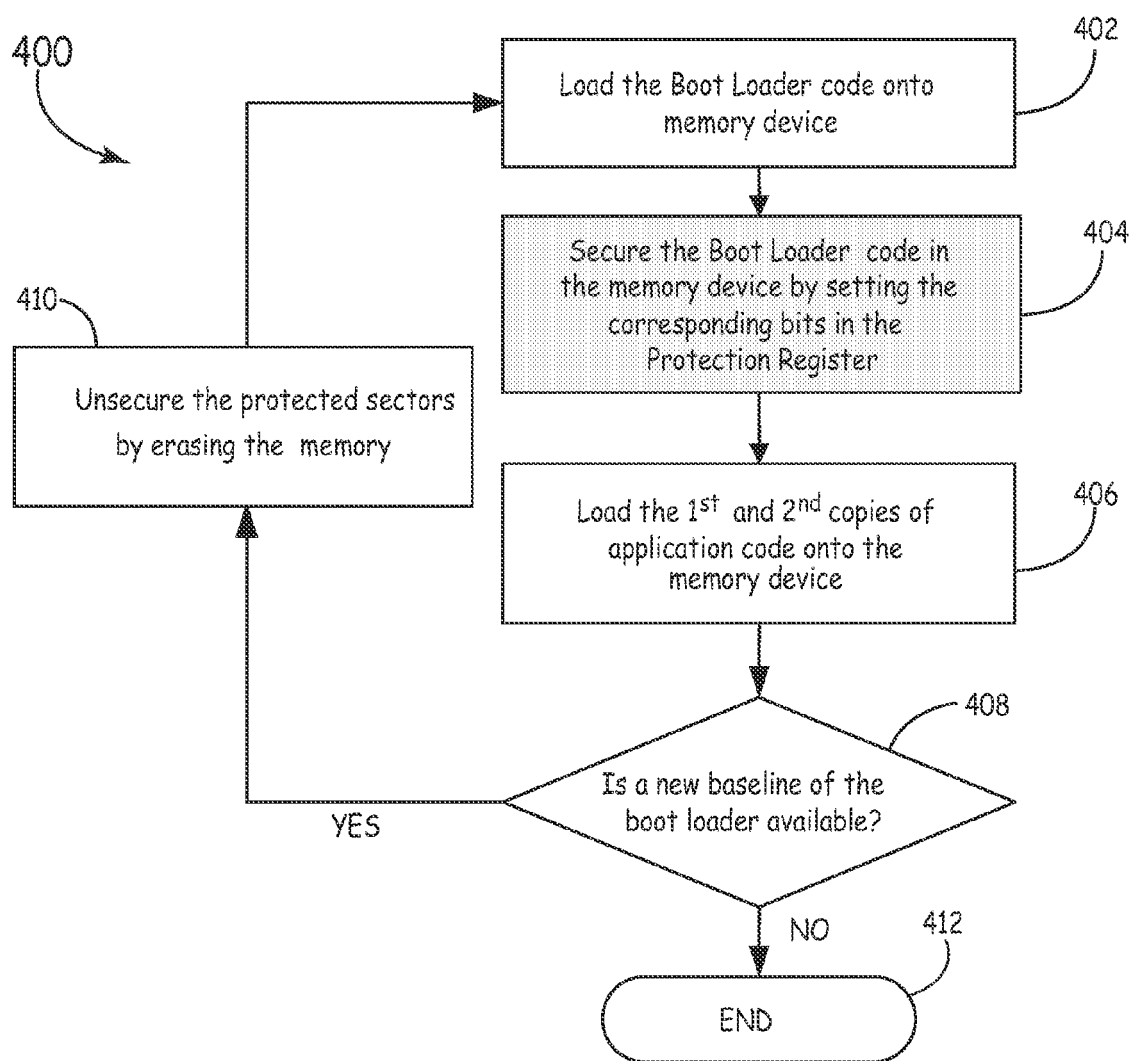 400
402
Load the Boot Loader code onto
memory device
404
Secure the Boot Loader code in
the memory device by setting the
corresponding bits in the
Protection Register
410
Unsecure the protected sectors
by erasing the memory
406
Load the 1st and 2nd copies of
application code onto the
memory device
408
Is a new baseline of the
boot loader available?
YES
NO
412
END